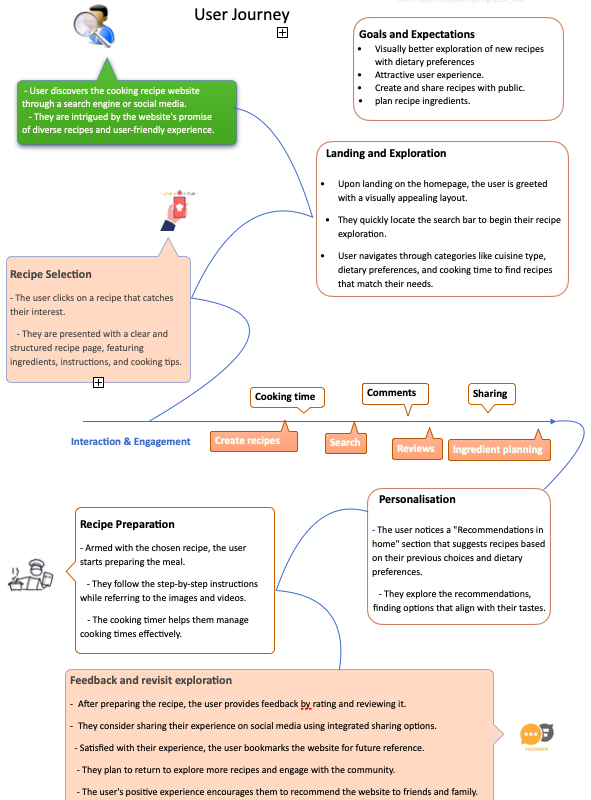 User Journey
Goals and Expectations
• Visually better exploration of new recipes
with dietary preferences
• Attractive user experience.
• Create and share recipes with public.
• plan recipe ingredients.
- User discovers the cooking recipe website
through a search engine or social media.
- They are intrigued by the website's promise
of diverse recipes and user-friendly experience.
Landing and Exploration
• Upon landing on the homepage, the user is greeted
with a visually appealing layout.
• They quickly locate the search bar to begin their recipe
exploration.
• User navigates through categories like cuisine type,
dietary preferences, and cooking time to find recipes
that match their needs.
Recipe Selection
- The user clicks on a recipe that catches
their interest.
- They are presented with a clear and
structured recipe page, featuring
ingredients, instructions, and cooking tips.
Cooking time
Comments
Sharing
Interaction & Engagement
Create recipes
Search
Reviews
Ingredient planning
Personalisation
- The user notices a "Recommendations in
home" section that suggests recipes based
on their previous choices and dietary
preferences.
- They explore the recommendations,
finding options that align with their tastes.
Recipe Preparation
- Armed with the chosen recipe, the user
starts preparing the meal.
- They follow the step-by-step instructions
while referring to the images and videos.
- The cooking timer helps them manage
cooking times effectively.
Feedback and revisit exploration
- After preparing the recipe, the user provides feedback by rating and reviewing it.
- They consider sharing their experience on social media using integrated sharing options.
- Satisfied with their experience, the user bookmarks the website for future reference.
- They plan to return to explore more recipes and engage with the community.
- The user's positive experience encourages them to recommend the website to friends and family.
FEEDBACK